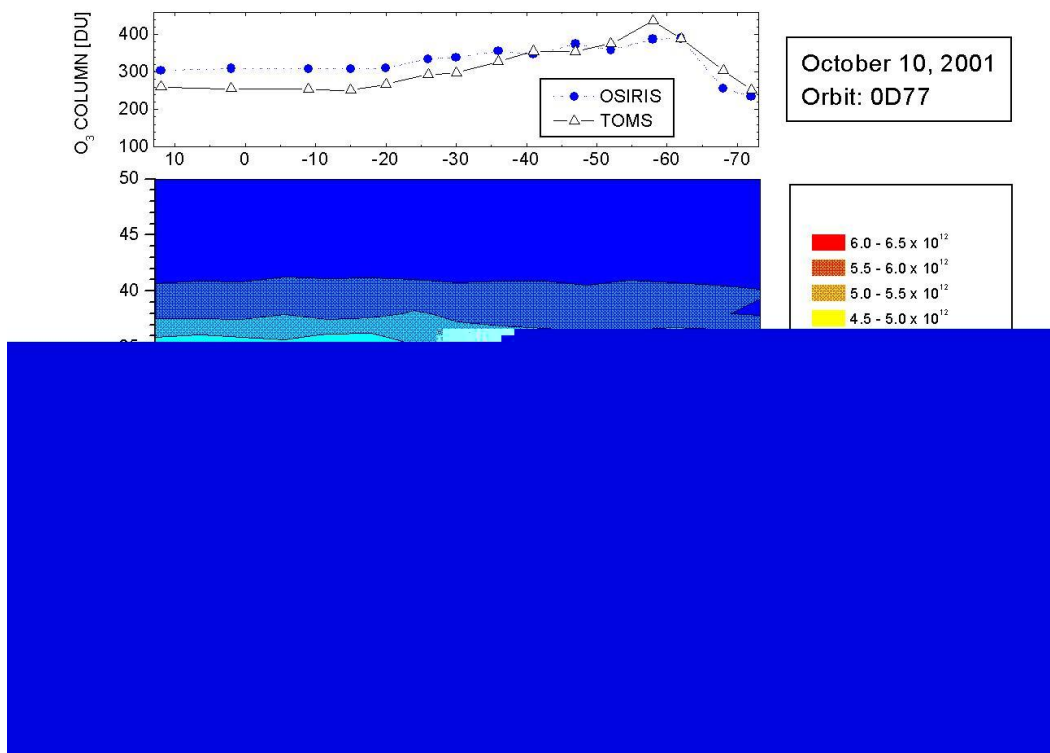 O3 COLUMN [DU]
400
300
200
100
OSIRIS
TOMS
10 0 -10 -20 -30 -40 -50 -60 -70
October 10, 2001
Orbit: 0D77
50
45
40
6.0 - 6.5 x 10^12
5.5 - 6.0 x 10^12
5.0 - 5.5 x 10^12
4.5 - 5.0 x 10^12